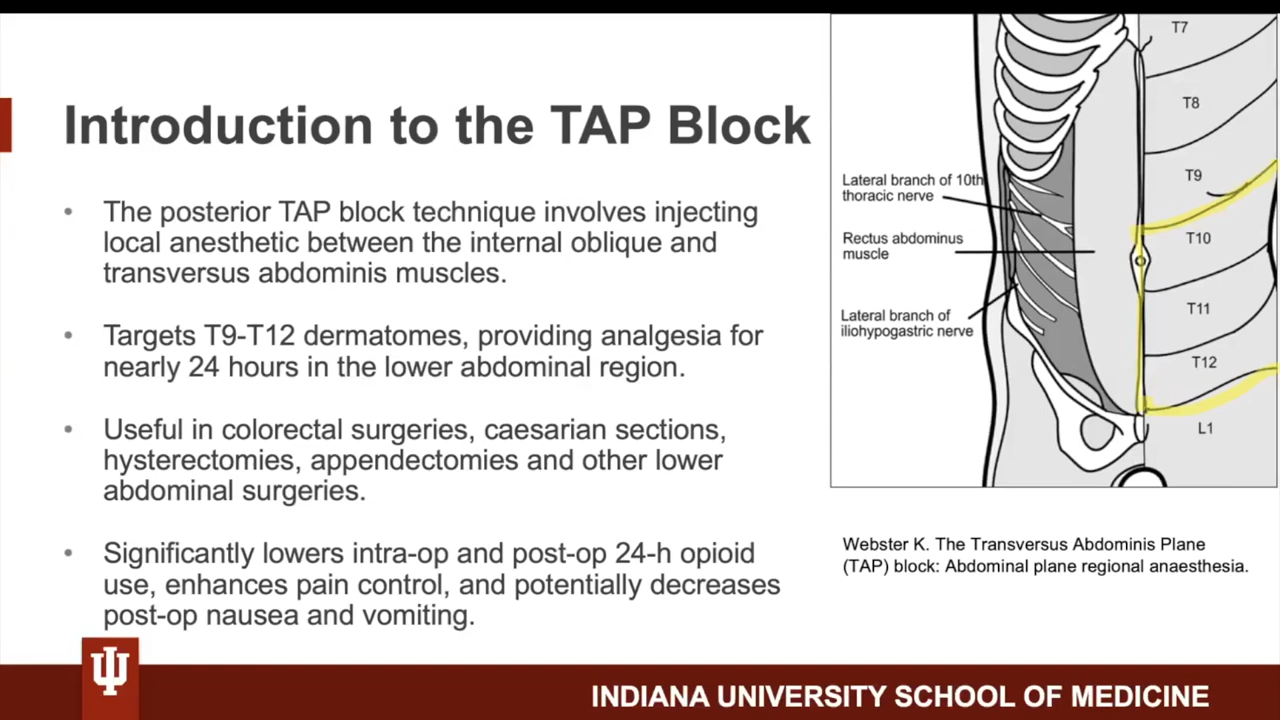 Introduction to the TAP Block
• The posterior TAP block technique involves injecting
local anesthetic between the internal oblique and
transversus abdominis muscles.
• Targets T9-T12 dermatomes, providing analgesia for
nearly 24 hours in the lower abdominal region.
• Useful in colorectal surgeries, caesarian sections,
hysterectomies, appendectomies and other lower
abdominal surgeries.
• Significantly lowers intra-op and post-op 24-h opioid
use, enhances pain control, and potentially decreases
post-op nausea and vomiting.
T7
T8
T9
T10
T11
T12
L1
Lateral branch of 10th
thoracic nerve
Rectus abdominus
muscle
Lateral branch of
iliohypogastric nerve
Webster K. The Transversus Abdominis Plane
(TAP) block: Abdominal plane regional anaesthesia.
INDIANA UNIVERSITY SCHOOL OF MEDICINE